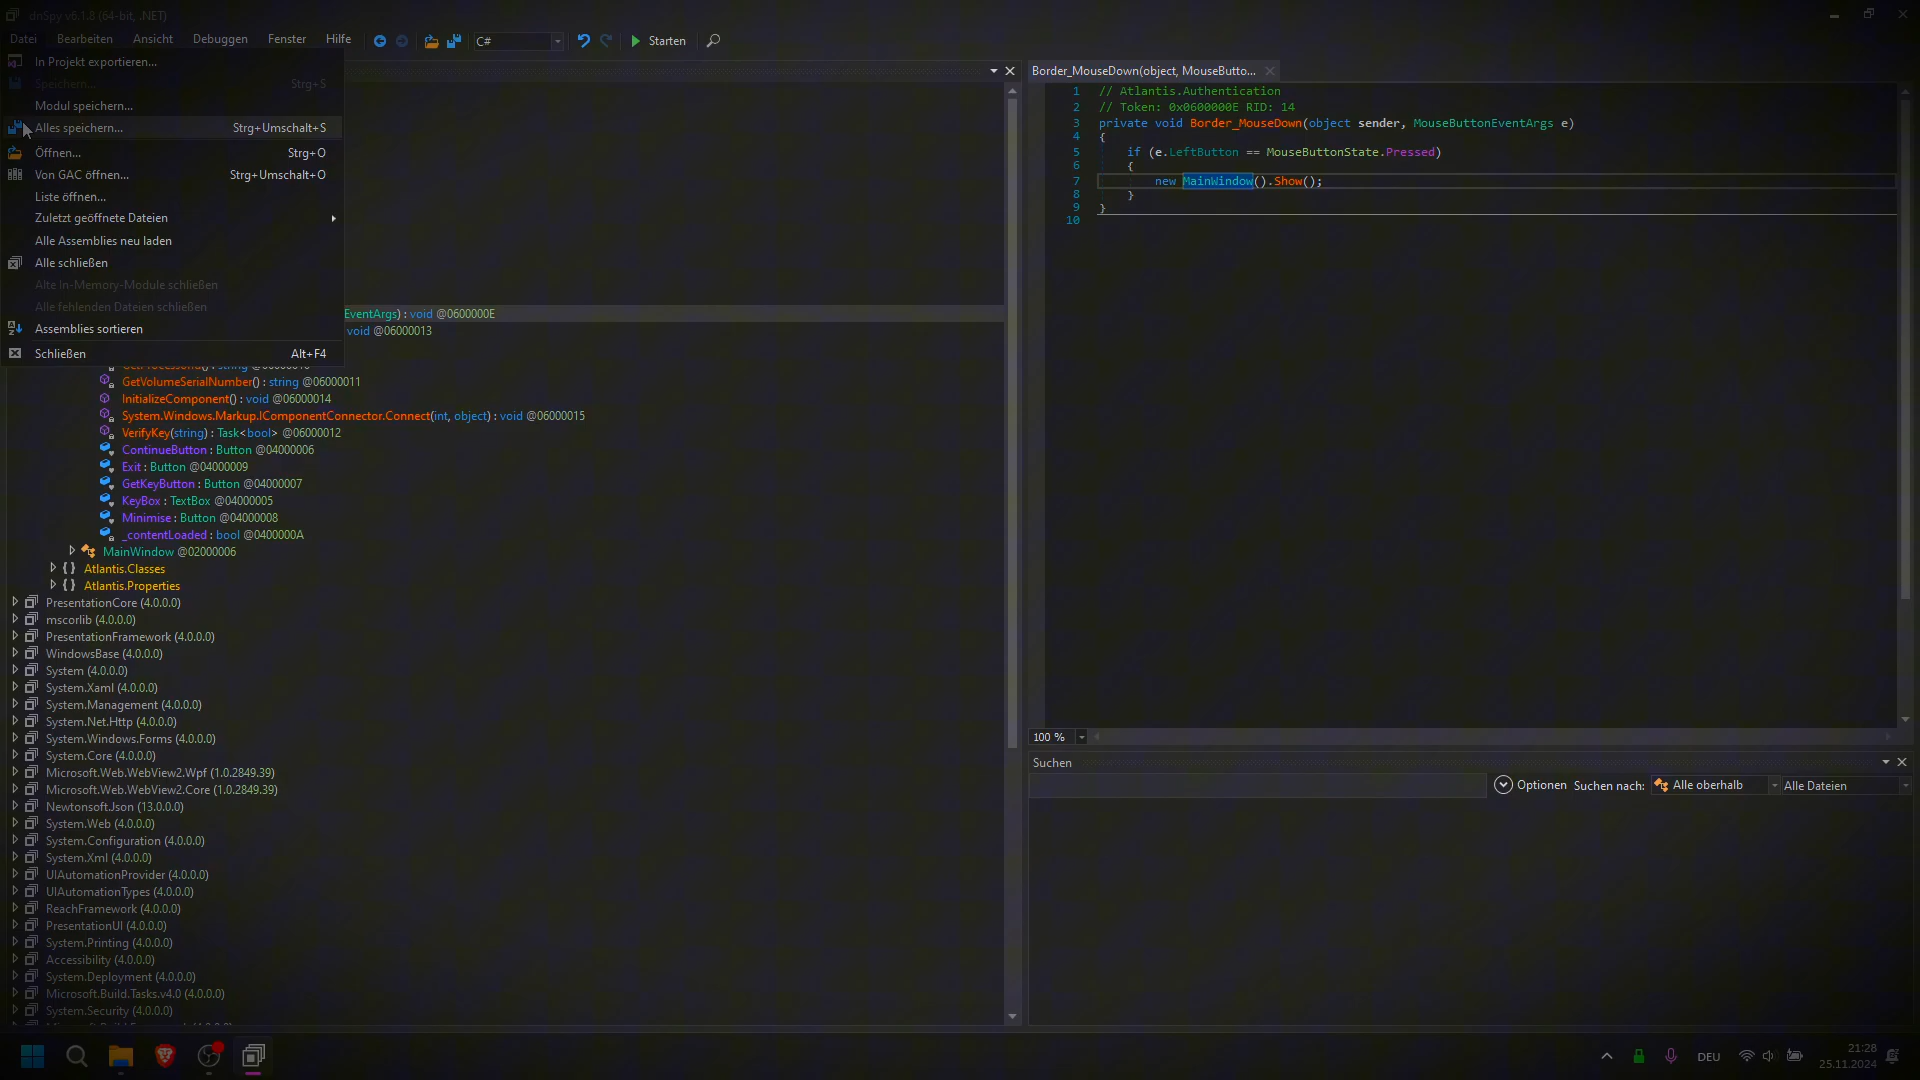 dnSpy v6.1.8 (64-bit, .NET)
Datei Bearbeiten Ansicht Debuggen Fenster Hilfe C# Starten
In Projekt exportieren...
Speichern... Strg+S
Modul speichern...
Alles speichern... Strg+Umschalt+S
Öffnen... Strg+O
Von GAC öffnen... Strg+Umschalt+O
Liste öffnen...
Zuletzt geöffnete Dateien
Alle Assemblies neu laden
Alle schließen
Alte In-Memory-Module schließen
Alle fehlenden Dateien schließen
Assemblies sortieren
Schließen Alt+F4
EventArgs) : void @0600000E
void @06000013
GetVolumeSerialNumber() : string @06000011
InitializeComponent() : void @06000014
System.Windows.Markup.IComponentConnector.Connect(int, object) : void @06000015
VerifyKey(string) : Task<bool> @06000012
ContinueButton : Button @04000006
Exit : Button @04000009
GetKeyButton : Button @04000007
KeyBox : TextBox @04000005
Minimise : Button @04000008
_contentLoaded : bool @0400000A
MainWindow @02000006
{} Atlantis.Classes
{} Atlantis.Properties
PresentationCore (4.0.0.0)
mscorlib (4.0.0.0)
PresentationFramework (4.0.0.0)
WindowsBase (4.0.0.0)
System (4.0.0.0)
System.Xaml (4.0.0.0)
System.Management (4.0.0.0)
System.Net.Http (4.0.0.0)
System.Windows.Forms (4.0.0.0)
System.Core (4.0.0.0)
Microsoft.Web.WebView2.Wpf (1.0.2849.39)
Microsoft.Web.WebView2.Core (1.0.2849.39)
Newtonsoft.Json (13.0.0.0)
System.Web (4.0.0.0)
System.Configuration (4.0.0.0)
System.Xml (4.0.0.0)
UIAutomationProvider (4.0.0.0)
UIAutomationTypes (4.0.0.0)
ReachFramework (4.0.0.0)
PresentationUI (4.0.0.0)
System.Printing (4.0.0.0)
Accessibility (4.0.0.0)
System.Deployment (4.0.0.0)
Microsoft.Build.Tasks.v4.0 (4.0.0.0)
System.Security (4.0.0.0)
Border_MouseDown(object, MouseButto...
1 // Atlantis.Authentication
2 // Token: 0x0600000E RID: 14
3 private void Border_MouseDown(object sender, MouseButtonEventArgs e)
4 {
5 if (e.LeftButton == MouseButtonState.Pressed)
6 {
7 new MainWindow().Show();
8 }
9 }
10
100 %
Suchen
Optionen Suchen nach: Alle oberhalb Alle Dateien
DEU 21:28
25.11.2024